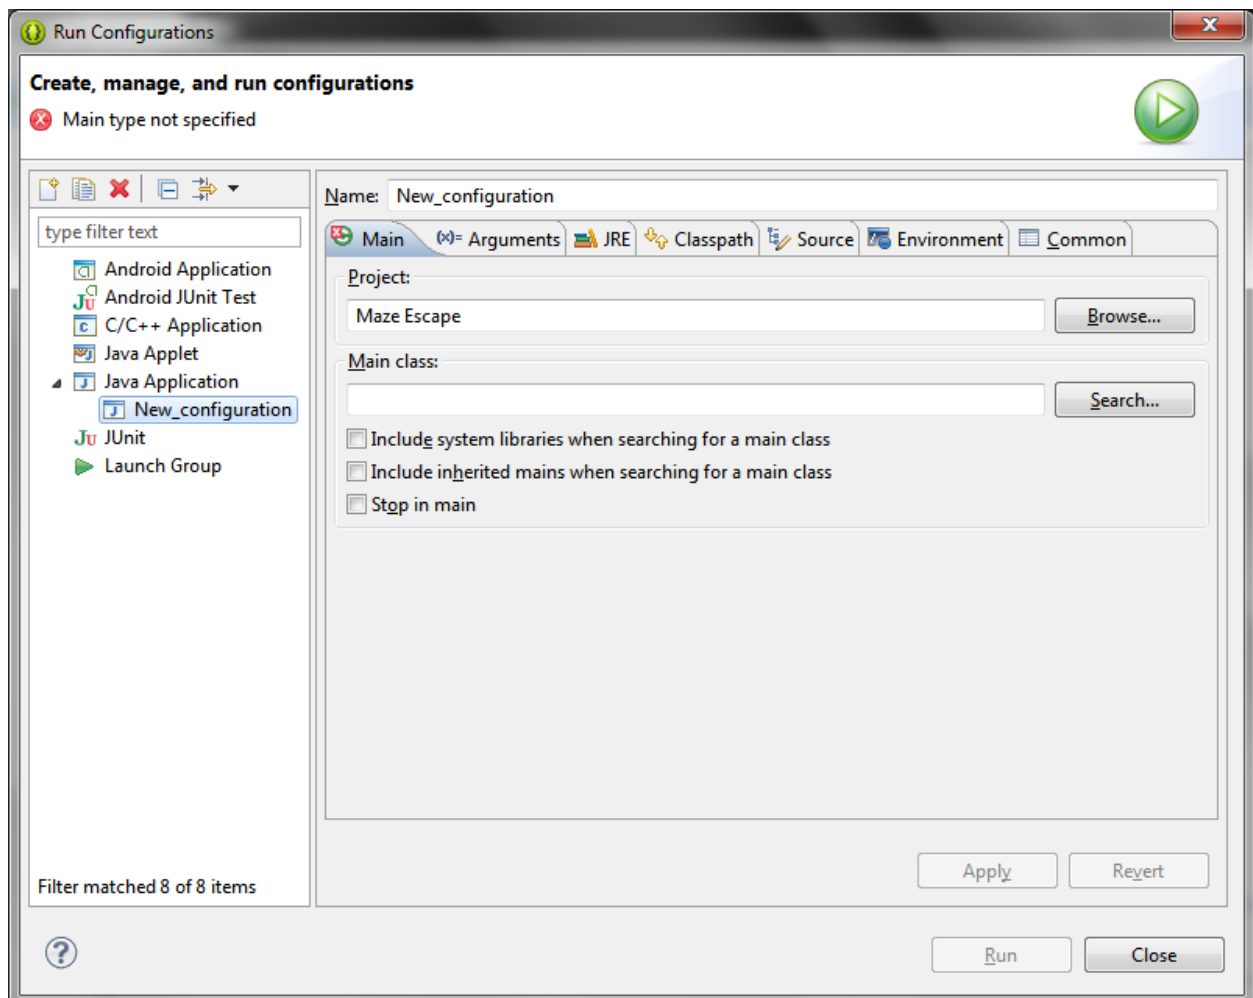 Run Configurations
x
Create, manage, and run configurations
Main type not specified
Name: New_configuration
type filter text
Main (x)= Arguments JRE Classpath Source Environment Common
Android Application
Android JUnit Test
C/C++ Application
Java Applet
Java Application
New_configuration
JUnit
Launch Group
Filter matched 8 of 8 items
Project:
Maze Escape Browse...
Main class:
Search...
Include system libraries when searching for a main class
Include inherited mains when searching for a main class
Stop in main
Apply Revert
? Run Close